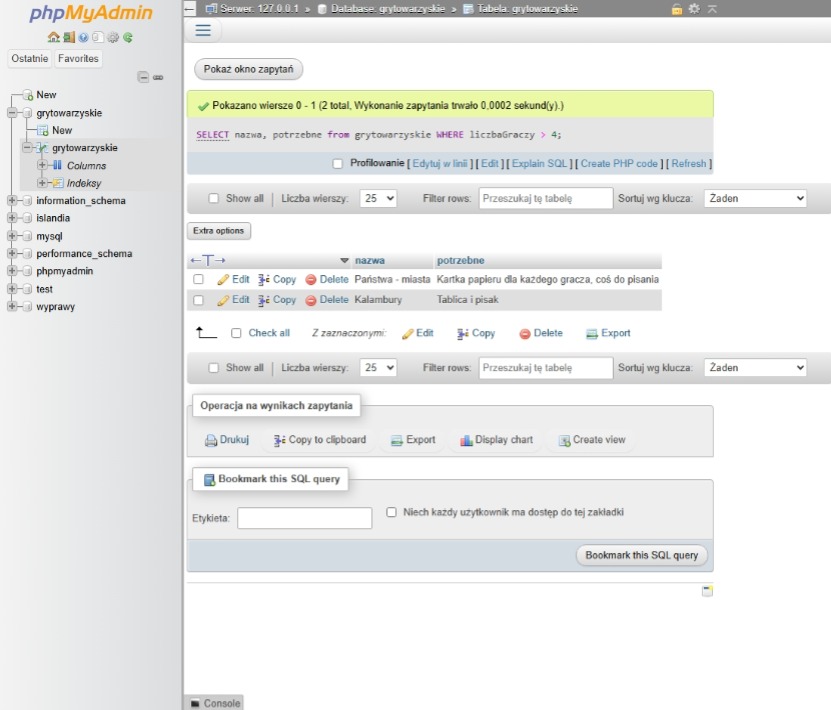 phpMyAdmin
Ostatnie Favorites
New
grytowarzyskie
New
grytowarzyskie
Columns
Indeksy
information_schema
islandia
mysql
performance_schema
phpmyadmin
test
wyprawy
← Serwer: 127.0.0.1 » Database: grytowarzyskie » Tabela: grytowarzyskie
Pokaż okno zapytań
Pokazano wiersze 0 - 1 (2 total, Wykonanie zapytania trwało 0,0002 sekund(y).)
SELECT nazwa, potrzebne from grytowarzyskie WHERE liczbaGraczy > 4;
Profilowanie [ Edytuj w linii ] [ Edit ] [ Explain SQL ] [ Create PHP code ] [ Refresh ]
Show all | Liczba wierszy: 25 Filter rows: Przeszukaj tę tabelę Sortuj wg klucza: Żaden
Extra options
←T→ nazwa potrzebne
Edit Copy Delete Państwa - miasta Kartka papieru dla każdego gracza, coś do pisania
Edit Copy Delete Kalambury Tablica i pisak
Check all Z zaznaczonymi: Edit Copy Delete Export
Show all | Liczba wierszy: 25 Filter rows: Przeszukaj tę tabelę Sortuj wg klucza: Żaden
Operacja na wynikach zapytania
Drukuj Copy to clipboard Export Display chart Create view
Bookmark this SQL query
Etykieta: Niech każdy użytkownik ma dostęp do tej zakładki
Bookmark this SQL query
Console